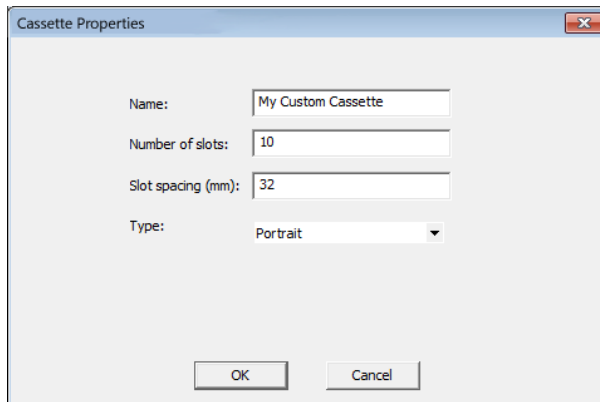 Cassette Properties
Name: My Custom Cassette
Number of slots: 10
Slot spacing (mm): 32
Type: Portrait
OK Cancel